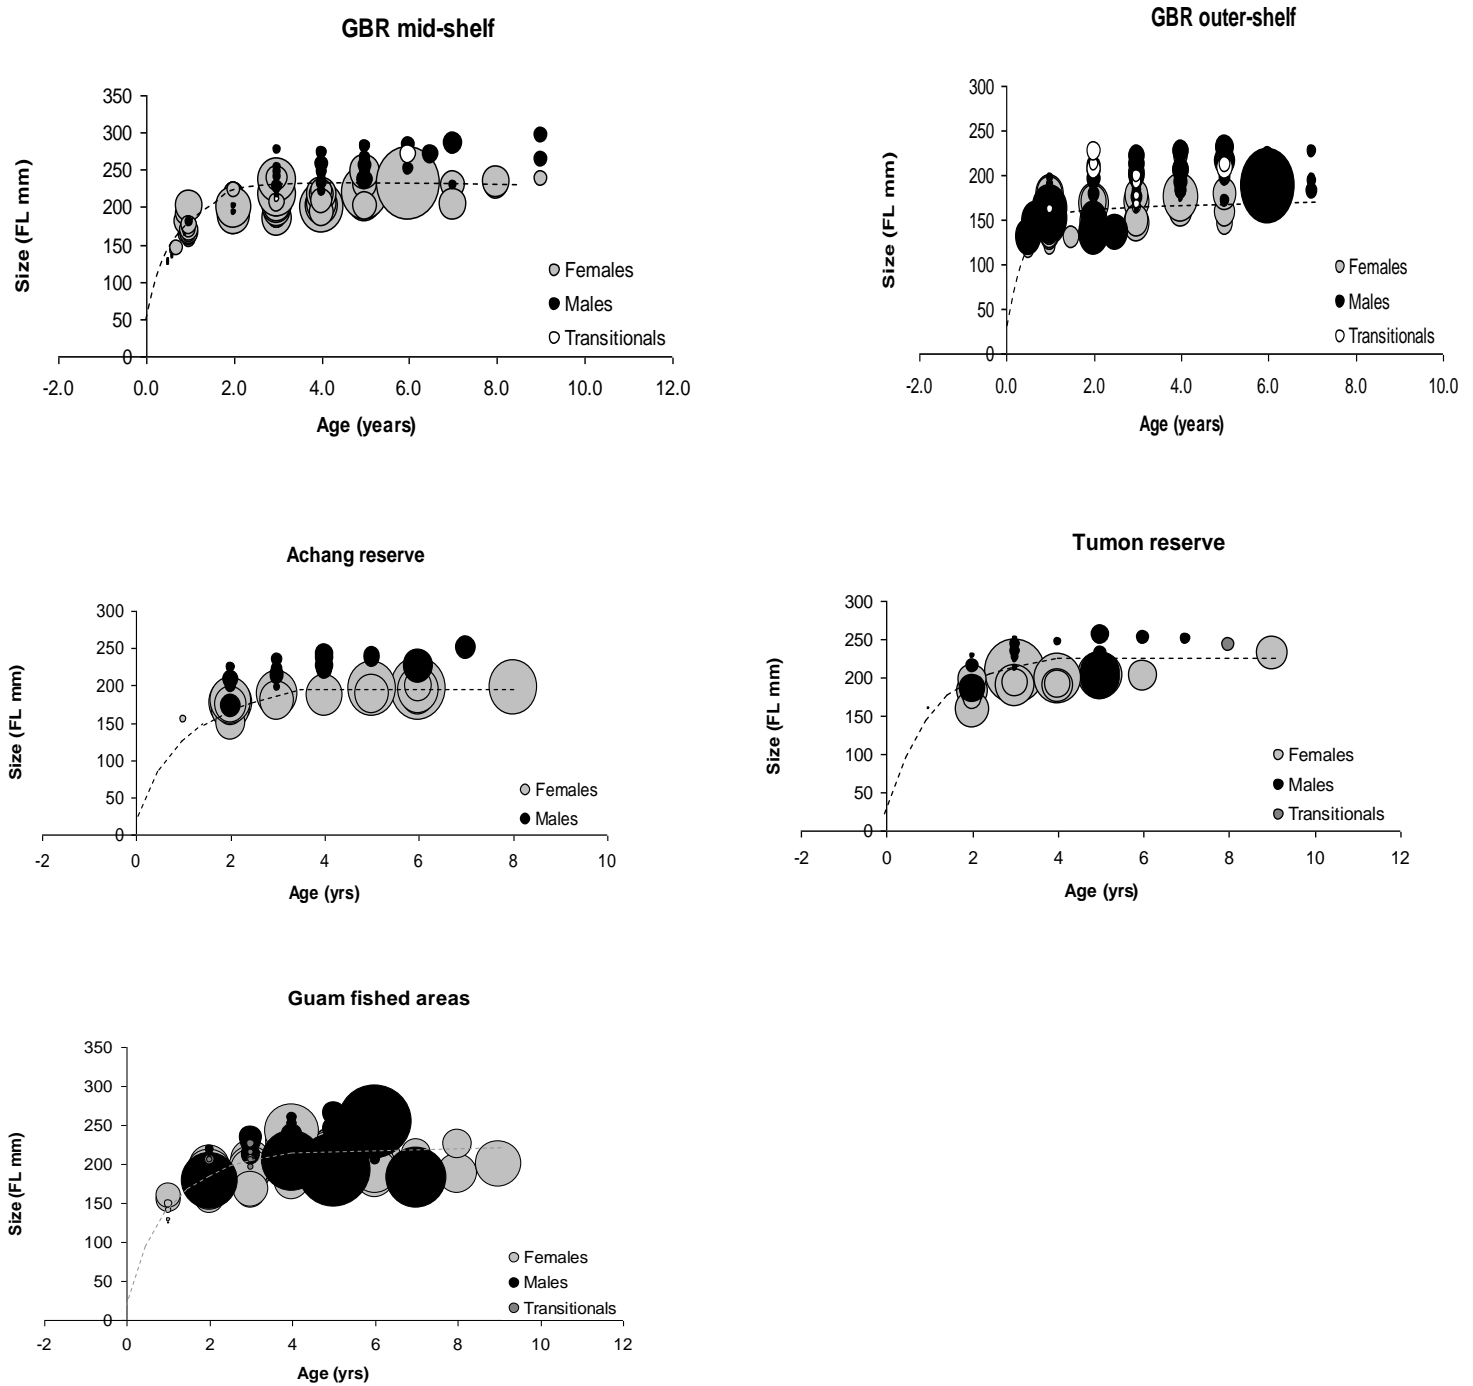 GBR mid-shelf
350
300
250
200
150
100
50
0
Size (FL mm)
-2.0 0.0 2.0 4.0 6.0 8.0 10.0 12.0
Age (years)
Females
Males
Transitionals
GBR outer-shelf
300
250
200
150
100
50
0
Size (FL mm)
-2.0 0.0 2.0 4.0 6.0 8.0 10.0
Age (years)
Females
Males
Transitionals
Achang reserve
300
250
200
150
100
50
0
Size (FL mm)
-2 0 2 4 6 8 10
Age (yrs)
Females
Males
Tumon reserve
300
250
200
150
100
50
0
Size (FL mm)
-2 0 2 4 6 8 10 12
Age (yrs)
Females
Males
Transitionals
Guam fished areas
350
300
250
200
150
100
50
0
Size (FL mm)
-2 0 2 4 6 8 10 12
Age (yrs)
Females
Males
Transitionals